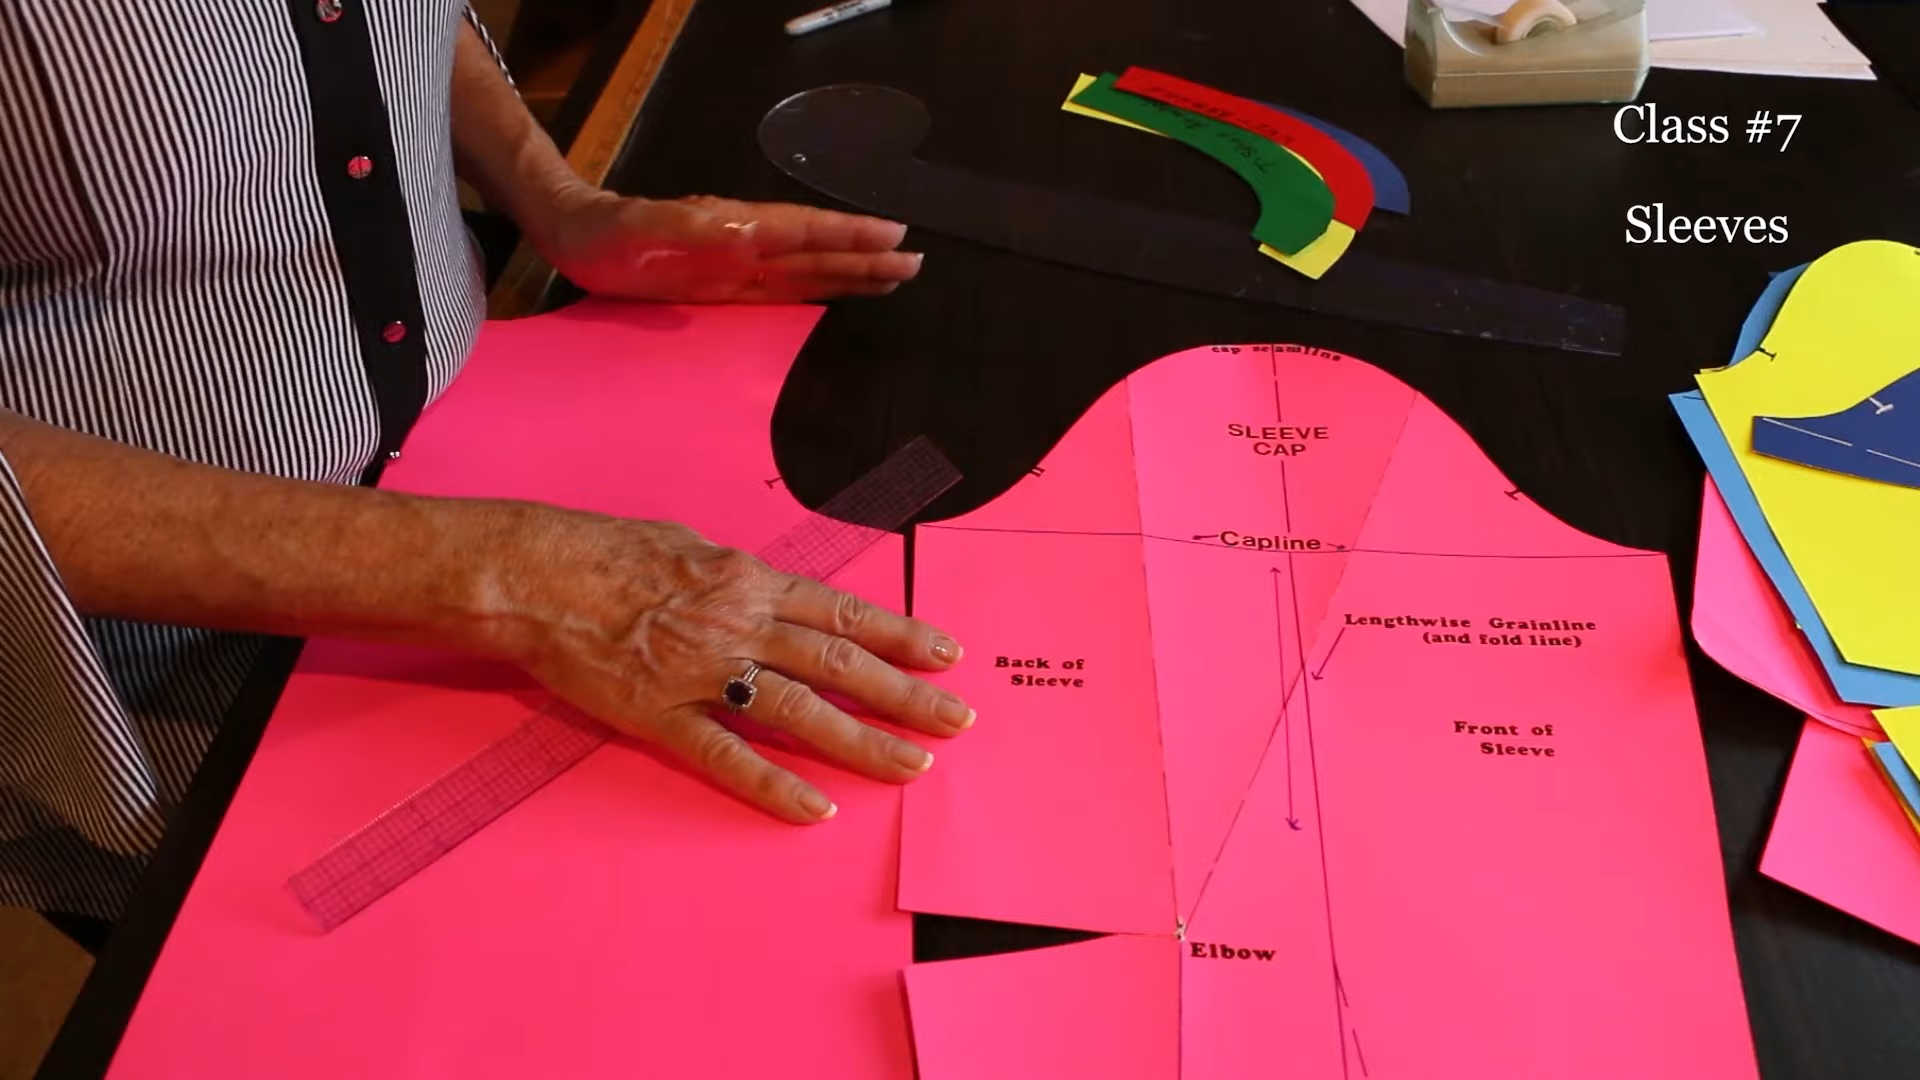 Class #7
Sleeves
cap seamline
SLEEVE
CAP
Capline
Lengthwise Grainline
(and fold line)
Back of
Sleeve
Front of
Sleeve
Elbow